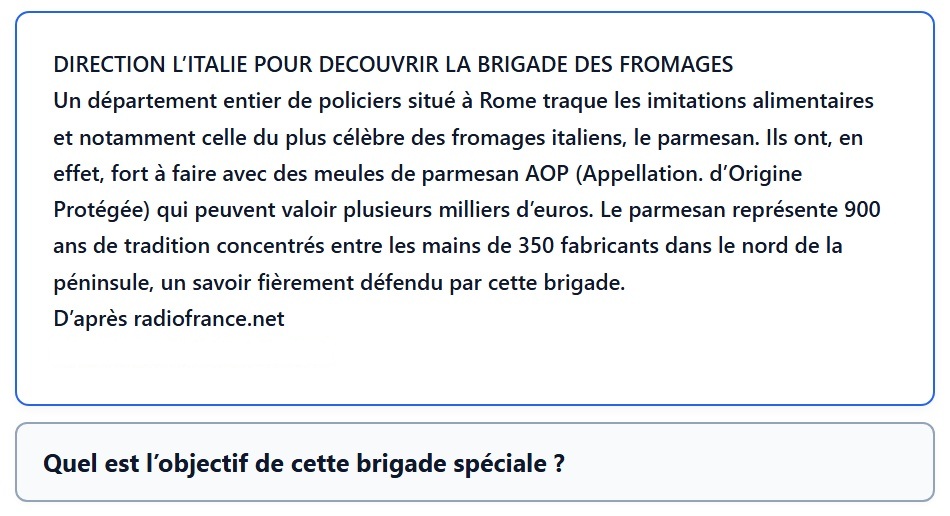 DIRECTION L’ITALIE POUR DECOUVRIR LA BRIGADE DES FROMAGES
Un département entier de policiers situé à Rome traque les imitations alimentaires
et notamment celle du plus célèbre des fromages italiens, le parmesan. Ils ont, en
effet, fort à faire avec des meules de parmesan AOP (Appellation. d’Origine
Protégée) qui peuvent valoir plusieurs milliers d’euros. Le parmesan représente 900
ans de tradition concentrés entre les mains de 350 fabricants dans le nord de la
péninsule, un savoir fièrement défendu par cette brigade.
D’après radiofrance.net
Quel est l’objectif de cette brigade spéciale ?